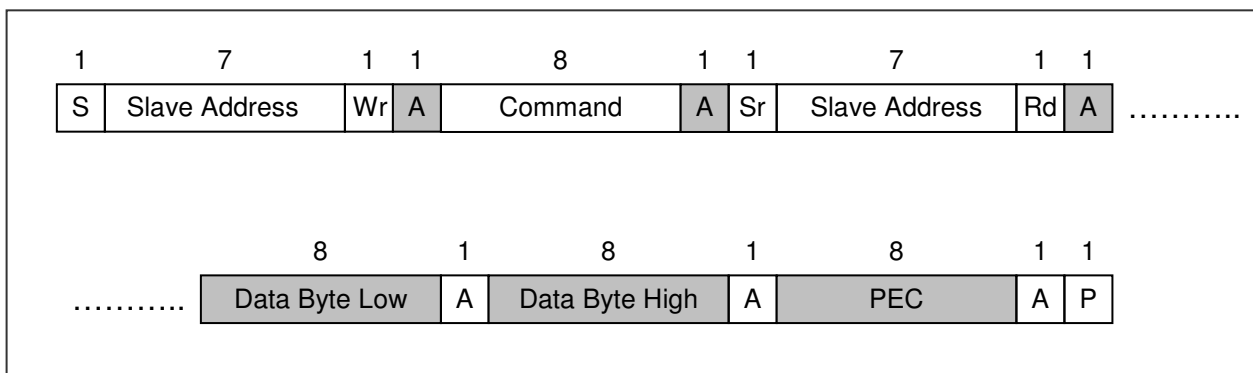 1 7 1 1 8 1 1 7 1 1
S Slave Address Wr A Command A Sr Slave Address Rd A ………..
8 1 8 1 8 1 1
……….. Data Byte Low A Data Byte High A PEC A P